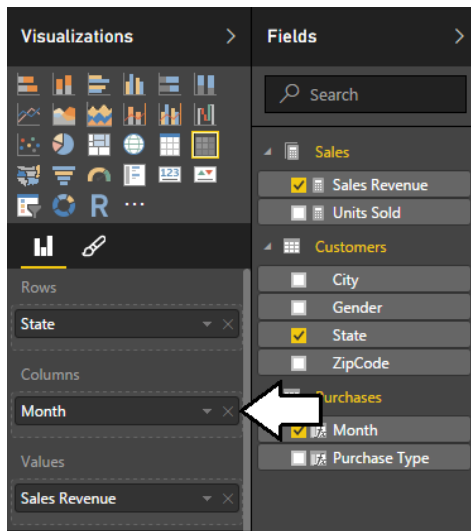 Visualizations
Fields
Search
Sales
Sales Revenue
Units Sold
Customers
City
Gender
State
ZipCode
Purchases
Month
Purchase Type
R
123
Rows
State
Columns
Month
Values
Sales Revenue